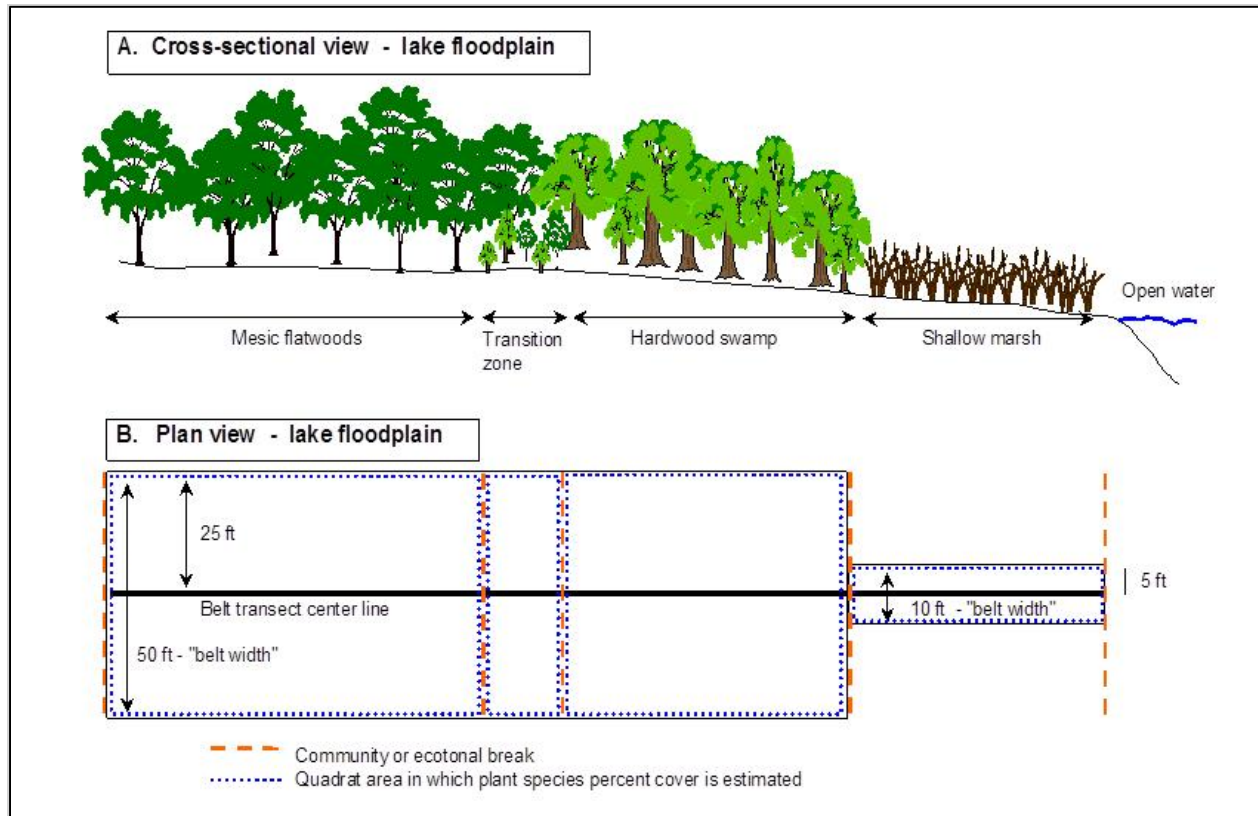 A. Cross-sectional view - lake floodplain
Open water
Mesic flatwoods
Transition
zone
Hardwood swamp
Shallow marsh
B. Plan view - lake floodplain
25 ft
5 ft
Belt transect center line
10 ft - "belt width"
50 ft - "belt width"
Community or ecotonal break
Quadrat area in which plant species percent cover is estimated